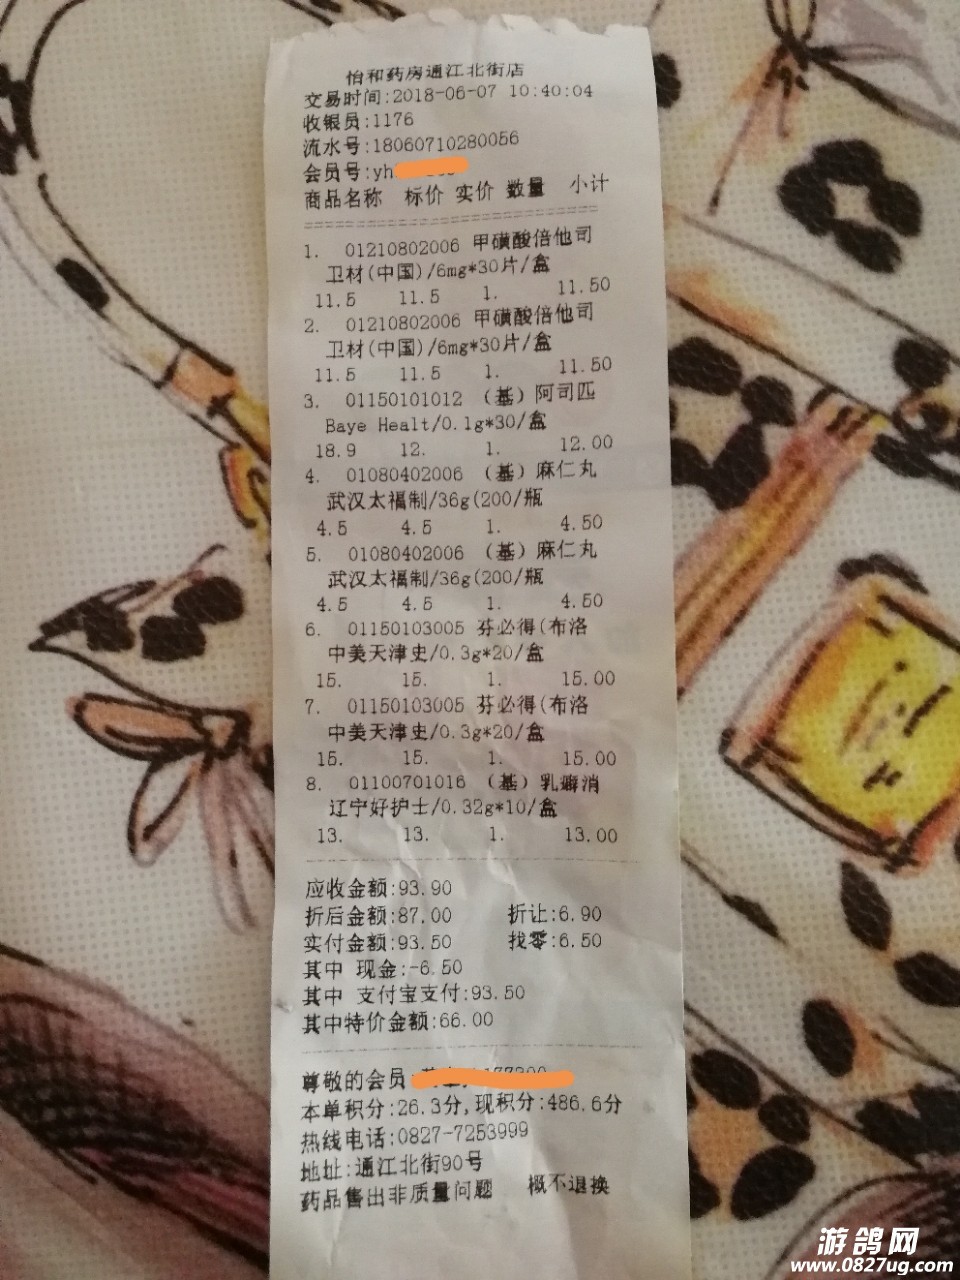 怡和药房通江北街店
交易时间:2018-06-07 10:40:04
收银员:1176
流水号:18060710280056
会员号:yh
商品名称 标价 实价 数量 小计
1. 01210802006 甲磺酸倍他司
卫材(中国)/6mg*30片/盒
11.5 11.5 1. 11.50
2. 01210802006 甲磺酸倍他司
卫材(中国)/6mg*30片/盒
11.5 11.5 1. 11.50
3. 01150101012 (基)阿司匹
Baye Healt/0.1g*30/盒
18.9 12. 1. 12.00
4. 01080402006 (基)麻仁丸
武汉太福制/36g(200/瓶
4.5 4.5 1. 4.50
5. 01080402006 (基)麻仁丸
武汉太福制/36g(200/瓶
4.5 4.5 1. 4.50
6. 01150103005 芬必得(布洛
中美天津史/0.3g*20/盒
15. 15. 1. 15.00
7. 01150103005 芬必得(布洛
中美天津史/0.3g*20/盒
15. 15. 1. 15.00
8. 01100701016 (基)乳癖消
辽宁好护士/0.32g*10/盒
13. 13. 1. 13.00
应收金额:93.90
折后金额:87.00 折让:6.90
实付金额:93.50 找零:6.50
其中 现金:-6.50
其中 支付宝支付:93.50
其中特价金额:66.00
尊敬的会员
本单积分:26.3分,现积分:486.6分
热线电话:0827-7253999
地址:通江北街90号
药品售出非质量问题 概不退换
游鸽网
www.0827ug.com